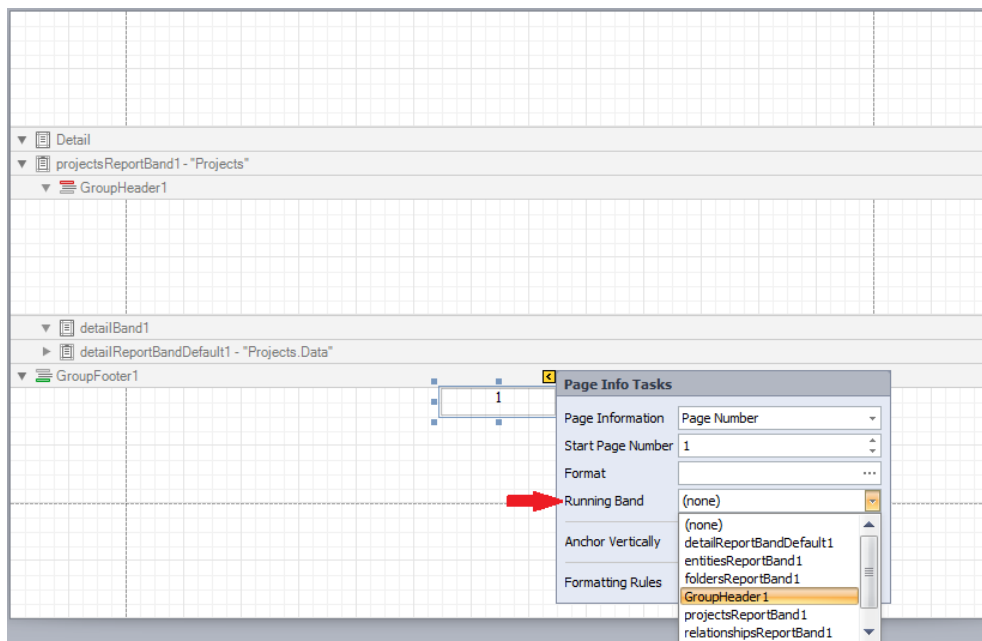 Detail
projectsReportBand1 - "Projects"
GroupHeader1
detailBand1
detailReportBandDefault1 - "Projects.Data"
GroupFooter1
1
Page Info Tasks
Page Information Page Number
Start Page Number 1
Format ...
Running Band (none)
Anchor Vertically
Formatting Rules
(none)
detailReportBandDefault1
entitiesReportBand1
foldersReportBand1
GroupHeader1
projectsReportBand1
relationshipsReportBand1